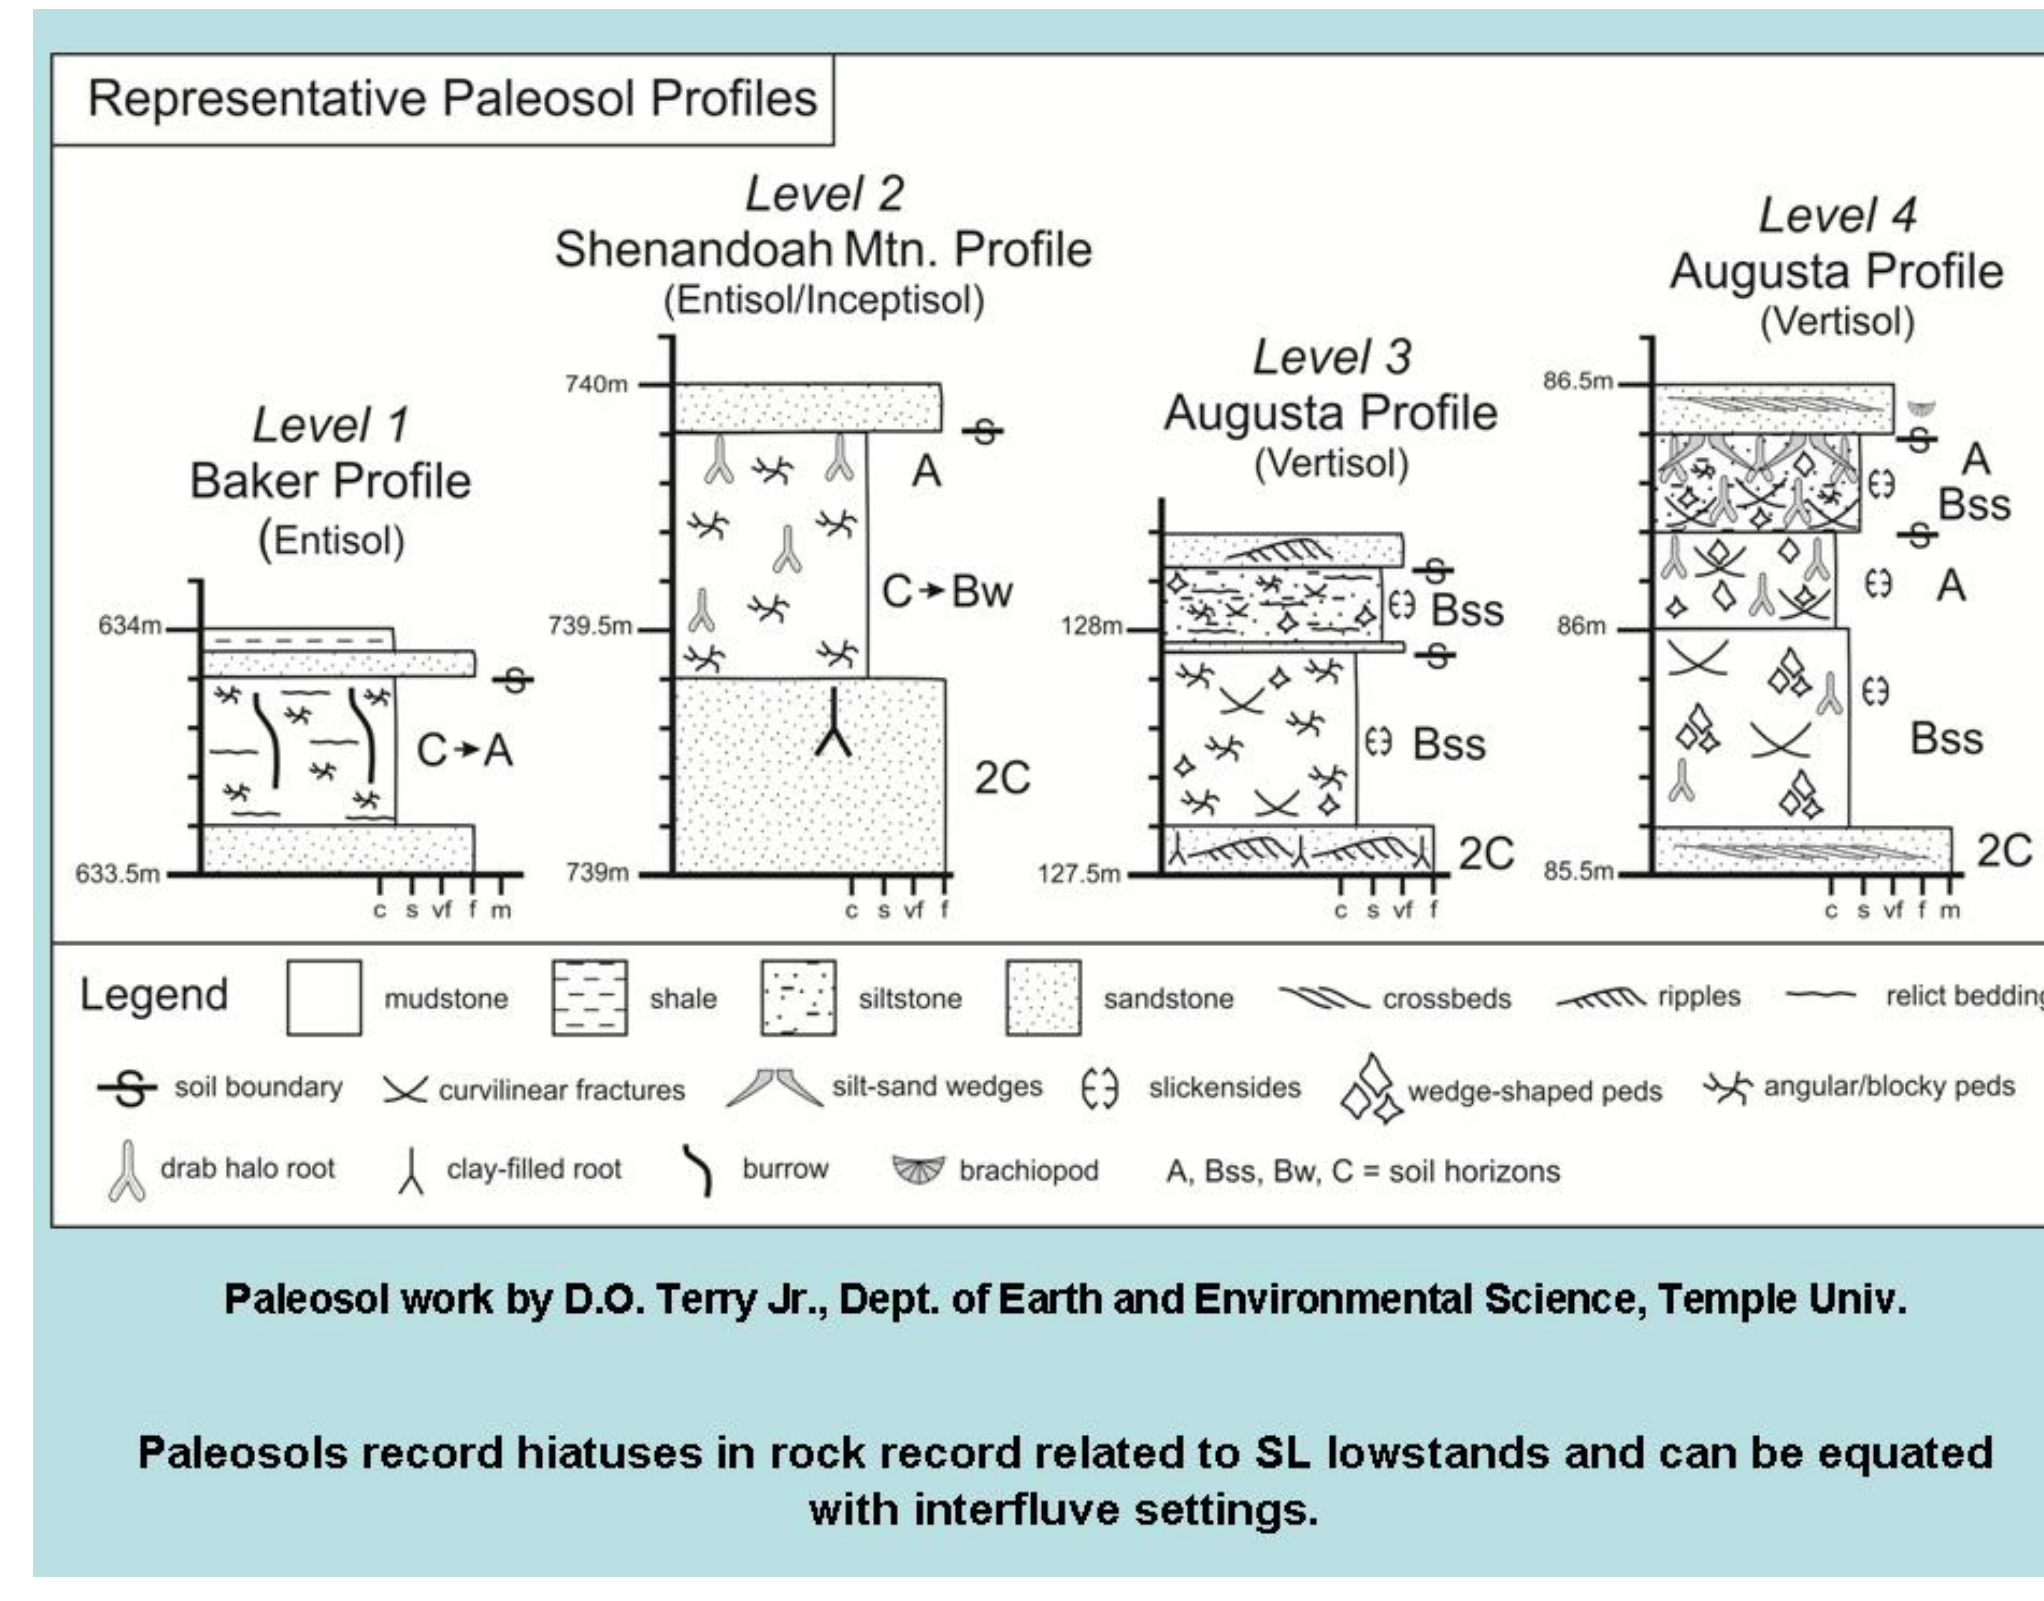 Representative Paleosol Profiles
Level 1
Baker Profile
(Entisol)
634m
633.5m
C→A
c s vf f m
Level 2
Shenandoah Mtn. Profile
(Entisol/Inceptisol)
740m
739.5m
739m
S
A
C→Bw
2C
c s vf f
Level 3
Augusta Profile
(Vertisol)
128m
127.5m
S
Bss
S
Bss
2C
c s vf f
Level 4
Augusta Profile
(Vertisol)
86.5m
86m
85.5m
S
A
Bss
S
A
Bss
2C
c s vf f m
S
Legend
mudstone shale siltstone sandstone crossbeds ripples relict bedding
S soil boundary curvilinear fractures silt-sand wedges slickensides wedge-shaped peds angular/blocky peds
drab halo root clay-filled root burrow brachiopod A, Bss, Bw, C = soil horizons
Paleosol work by D.O. Terry Jr., Dept. of Earth and Environmental Science, Temple Univ.
Paleosols record hiatuses in rock record related to SL lowstands and can be equated
with interfluve settings.